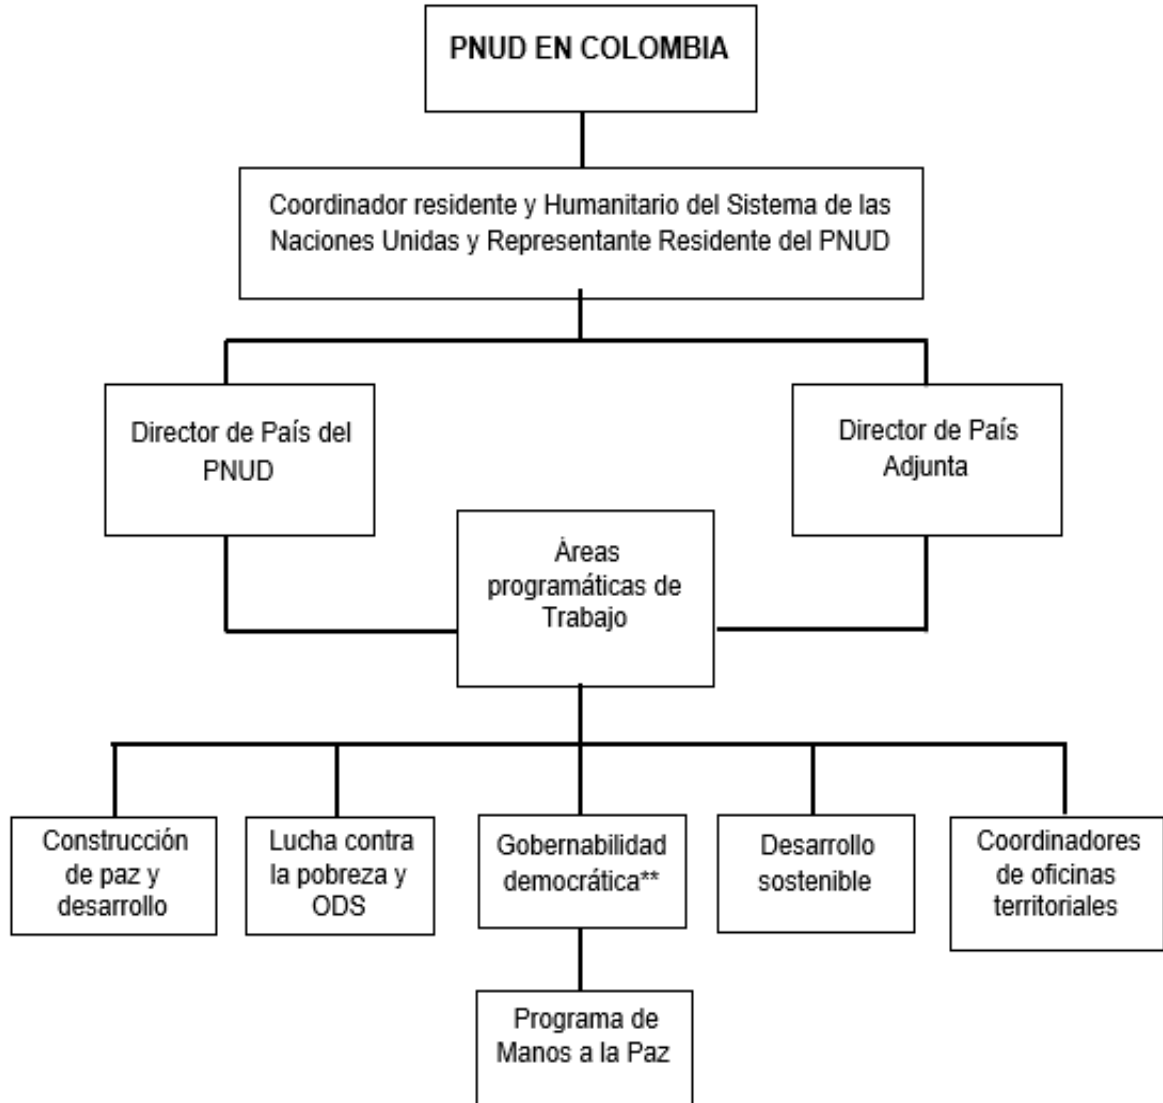 PNUD EN COLOMBIA
Coordinador residente y Humanitario del Sistema de las
Naciones Unidas y Representante Residente del PNUD
Director de País del
PNUD
Director de País
Adjunta
Áreas
programáticas de
Trabajo
Construcción
de paz y
desarrollo
Lucha contra
la pobreza y
ODS
Gobernabilidad
democrática**
Desarrollo
sostenible
Coordinadores
de oficinas
territoriales
Programa de
Manos a la Paz